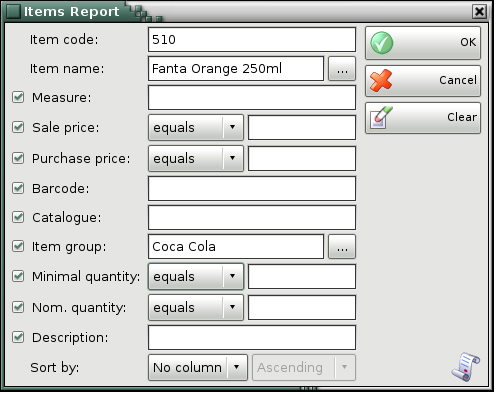 Items Report
Item code: 510
Item name: Fanta Orange 250ml ...
Measure:
Sale price: equals
Purchase price: equals
Barcode:
Catalogue:
Item group: Coca Cola ...
Minimal quantity: equals
Nom. quantity: equals
Description:
Sort by: No column Ascending
OK
Cancel
Clear